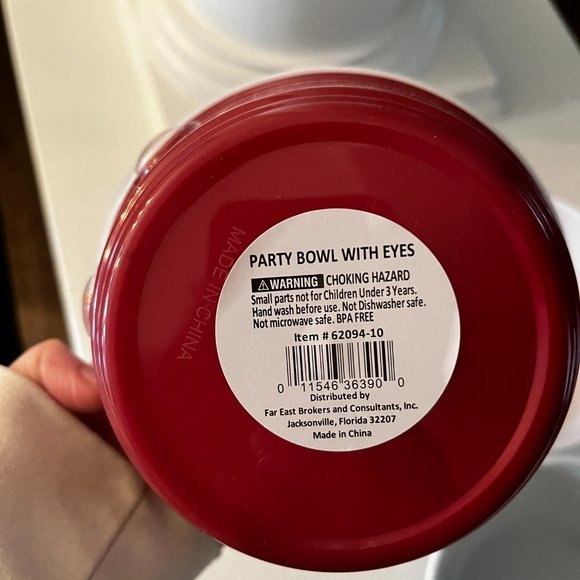 MADE IN CHINA
PARTY BOWL WITH EYES
⚠WARNING CHOKING HAZARD
Small parts not for Children Under 3 Years.
Hand wash before use. Not Dishwasher safe.
Not microwave safe. BPA FREE
Item # 62094-10
0 11546 36390 0
Distributed by
Far East Brokers and Consultants, Inc.
Jacksonville, Florida 32207
Made in China